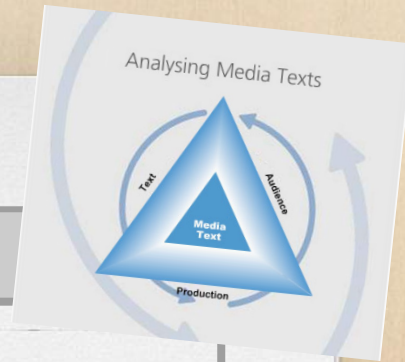 Analysing Media Texts
Text
Audience
Media
Text
Production